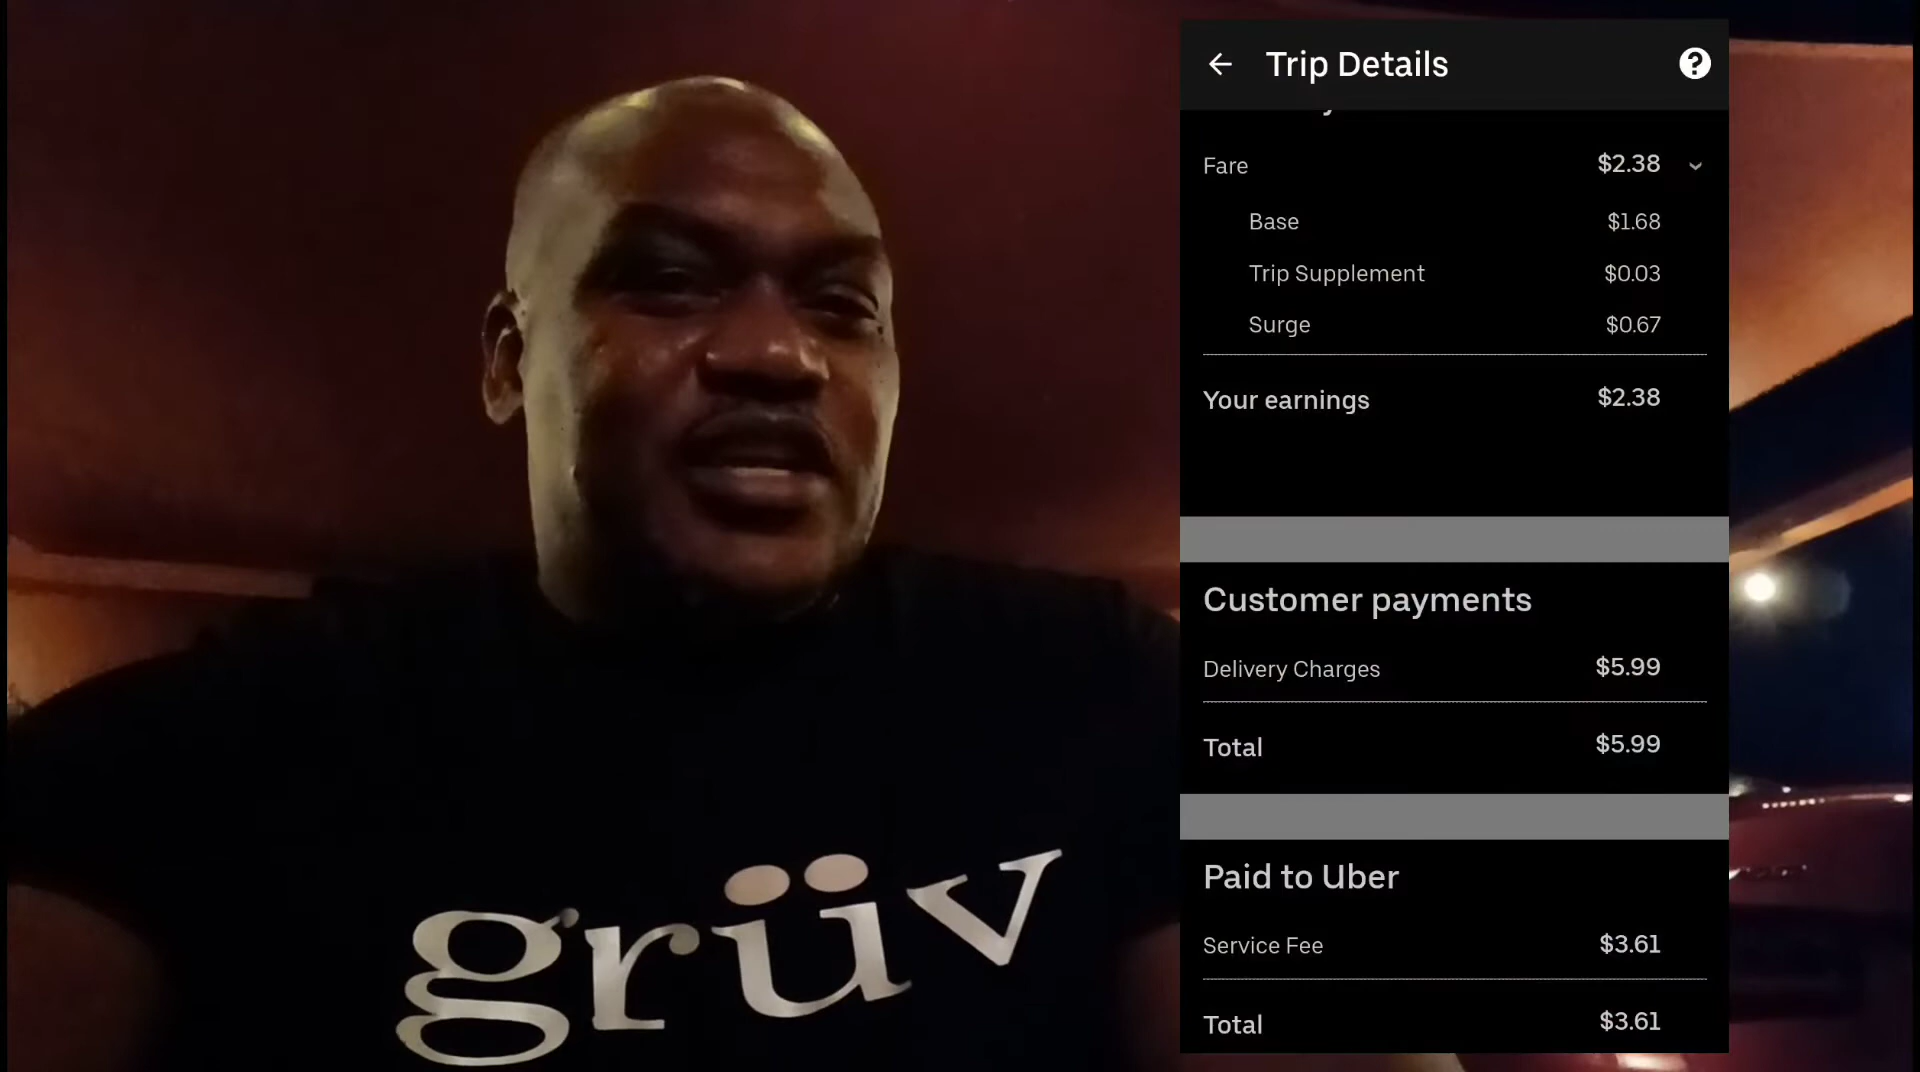 grüv
Trip Details
Fare $2.38
Base $1.68
Trip Supplement $0.03
Surge $0.67
Your earnings $2.38
Customer payments
Delivery Charges $5.99
Total $5.99
Paid to Uber
Service Fee $3.61
Total $3.61